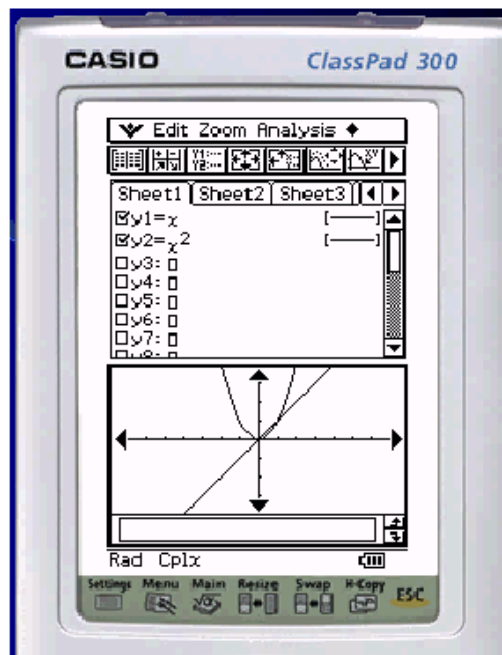 CASIO ClassPad 300
Edit Zoom Analysis ◆
Sheet1 Sheet2 Sheet3
y1=x [——]
y2=x² [——]
y3:
y4:
y5:
y6:
y7:
y8:
Rad Cplx
Settings Menu Main Resize Swap H-Copy ESC